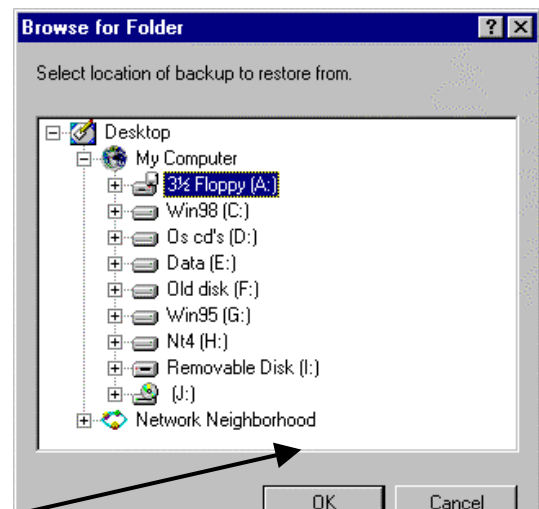 Browse for Folder
Select location of backup to restore from.
Desktop
My Computer
3½ Floppy (A:)
Win98 (C:)
Os cd's (D:)
Data (E:)
Old disk (F:)
Win95 (G:)
Nt4 (H:)
Removable Disk (I:)
(J:)
Network Neighborhood
OK Cancel